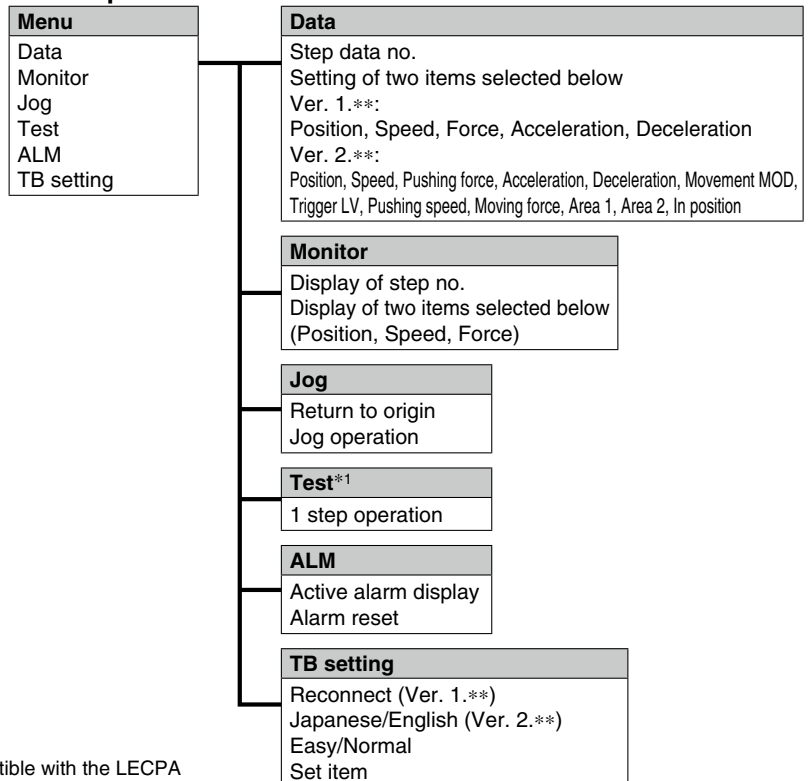 Menu
Data
Monitor
Jog
Test
ALM
TB setting
Data
Step data no.
Setting of two items selected below
Ver. 1.∗∗:
Position, Speed, Force, Acceleration, Deceleration
Ver. 2.∗∗:
Position, Speed, Pushing force, Acceleration, Deceleration, Movement MOD,
Trigger LV, Pushing speed, Moving force, Area 1, Area 2, In position
Monitor
Display of step no.
Display of two items selected below
(Position, Speed, Force)
Jog
Return to origin
Jog operation
Test∗1
1 step operation
ALM
Active alarm display
Alarm reset
TB setting
Reconnect (Ver. 1.∗∗)
Japanese/English (Ver. 2.∗∗)
Easy/Normal
Set item
with the LECPA